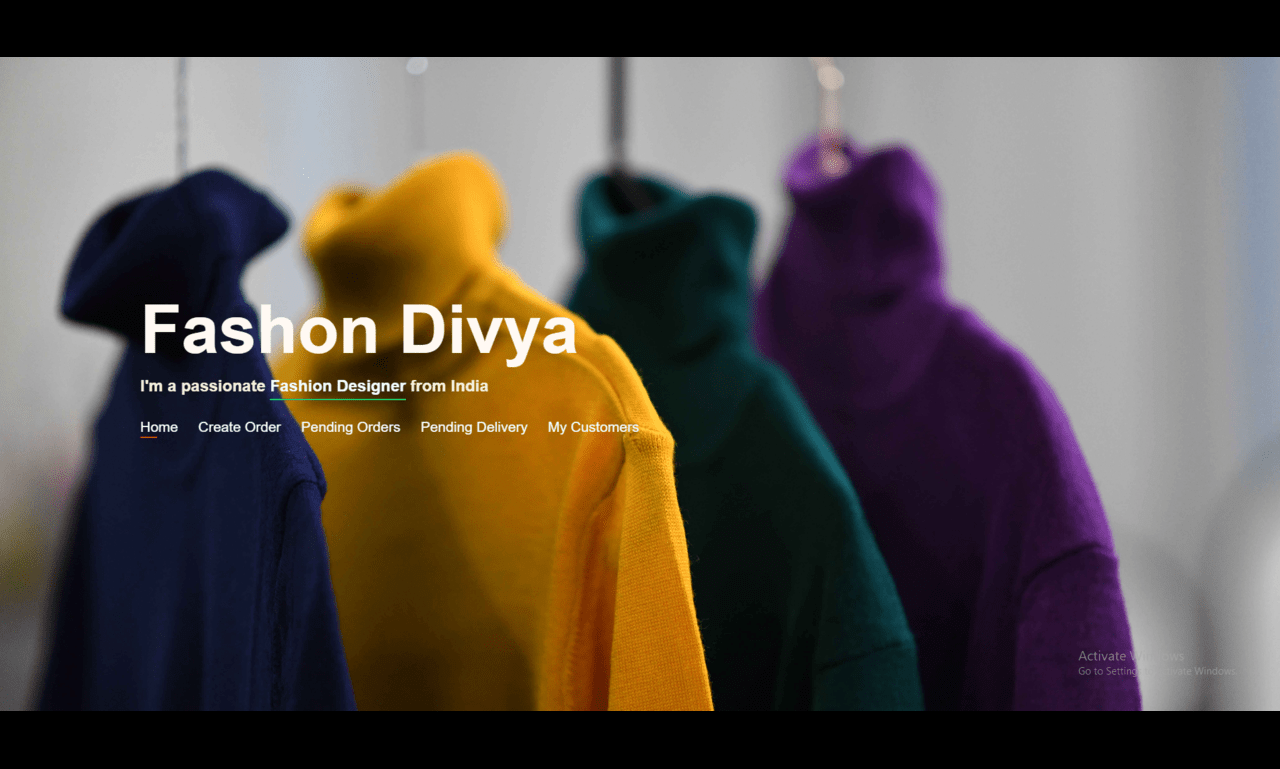 Fashon Divya
I'm a passionate Fashion Designer from India
Home Create Order Pending Orders Pending Delivery My Customers
Activate Windows
Go to Settings to activate Windows.